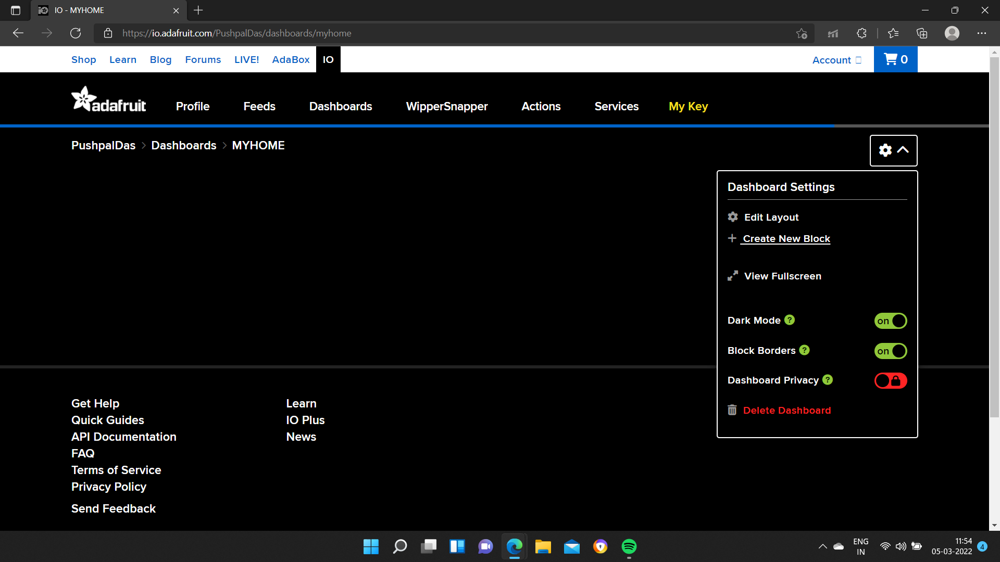 IO - MYHOME
https://io.adafruit.com/PushpalDas/dashboards/myhome
Shop Learn Blog Forums LIVE! AdaBox IO Account 0
adafruit Profile Feeds Dashboards WipperSnapper Actions Services My Key
PushpalDas > Dashboards > MYHOME
Dashboard Settings
Edit Layout
+ Create New Block
View Fullscreen
Dark Mode ? on
Block Borders ? on
Dashboard Privacy ?
Delete Dashboard
Get Help
Quick Guides
API Documentation
FAQ
Terms of Service
Privacy Policy
Send Feedback
Learn
IO Plus
News
ENG
IN
11:54
05-03-2022
4